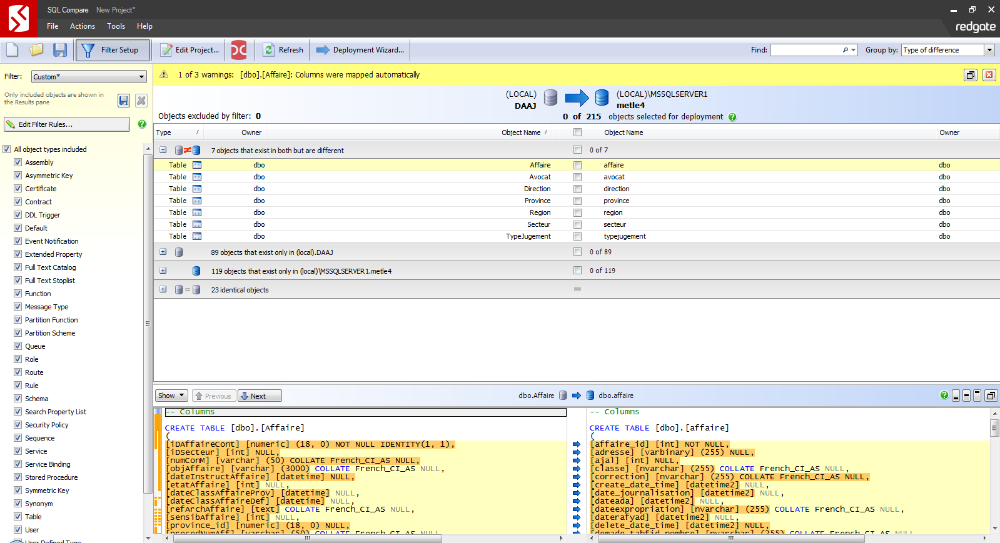 SQL Compare New Project*
File Actions Tools Help
redgate
Filter Setup Edit Project... Refresh Deployment Wizard... Find: Group by: Type of difference
Filter: Custom*
Only included objects are shown in
the Results pane
Edit Filter Rules...
All object types included
Assembly
Asymmetric Key
Certificate
Contract
DDL Trigger
Default
Event Notification
Extended Property
Full Text Catalog
Full Text Stoplist
Function
Message Type
Partition Function
Partition Scheme
Queue
Role
Route
Rule
Schema
Search Property List
Security Policy
Sequence
Service
Service Binding
Stored Procedure
Symmetric Key
Synonym
Table
User
User Defined Type
1 of 3 warnings: [dbo].[Affaire]: Columns were mapped automatically
(LOCAL) (LOCAL)\MSSQLSERVER1
DAAJ metle4
Objects excluded by filter: 0 0 of 215 objects selected for deployment
Type Owner Object Name Object Name Owner
7 objects that exist in both but are different 0 of 7
Table dbo Affaire affaire dbo
Table dbo Avocat avocat dbo
Table dbo Direction direction dbo
Table dbo Province province dbo
Table dbo Region region dbo
Table dbo Secteur secteur dbo
Table dbo TypeJugement typejugement dbo
89 objects that exist only in (local).DAAJ 0 of 89
119 objects that exist only in (local)\MSSQLSERVER1.metle4 0 of 119
23 identical objects =
Show Previous Next dbo.Affaire dbo.affaire
-- Columns
CREATE TABLE [dbo].[Affaire]
(
[iDAffaireCont] [numeric] (18, 0) NOT NULL IDENTITY(1, 1),
[iDSecteur] [int] NULL,
[numConM] [varchar] (50) COLLATE French_CI_AS NULL,
[objAffaire] [varchar] (3000) COLLATE French_CI_AS NULL,
[dateInstructAffaire] [datetime] NULL,
[etatAffaire] [int] NULL,
[dateClassAffaireProv] [datetime] NULL,
[dateClassAffaireDef] [datetime] NULL,
[refArchAffaire] [text] COLLATE French_CI_AS NULL,
[sensibAffaire] [int] NULL,
[province_id] [numeric] (18, 0) NULL,
[precedNumAff] [varchar] (50) COLLATE French_CI_AS NULL,
-- Columns
CREATE TABLE [dbo].[affaire]
(
[affaire_id] [int] NOT NULL,
[adresse] [varbinary] (255) NULL,
[ajal] [int] NULL,
[classe] [nvarchar] (255) COLLATE French_CI_AS NULL,
[correction] [nvarchar] (255) COLLATE French_CI_AS NULL,
[create_date_time] [datetime2] NULL,
[date_journalisation] [datetime2] NULL,
[dateada] [datetime2] NULL,
[dateexpropriation] [nvarchar] (255) COLLATE French_CI_AS NULL,
[daterafyad] [datetime2] NULL,
[delete_date_time] [datetime2] NULL,
[demade_tahfid_nombre] [nvarchar] (255) COLLATE French_CI_AS NULL,